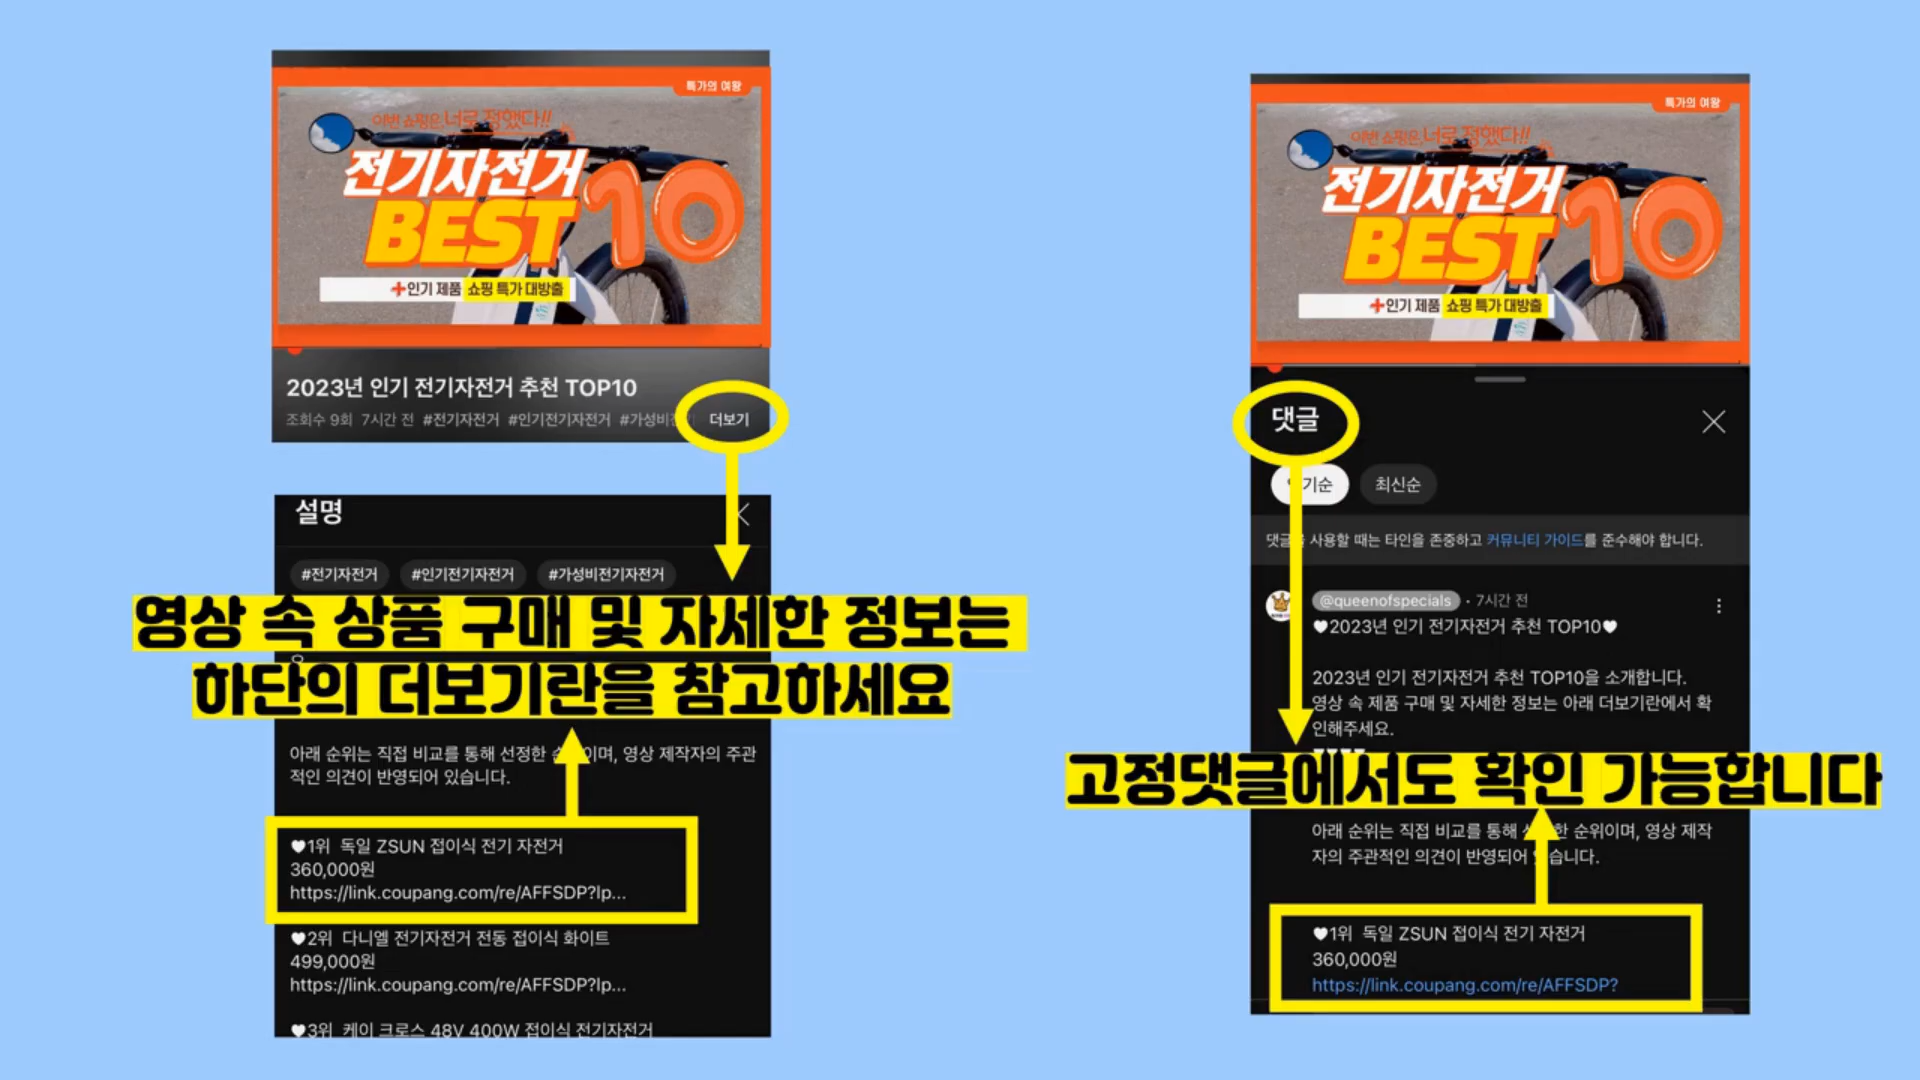 특가의 여왕
이번 쇼핑은,너로 정했다!!
전기자전거
BEST 10
+인기 제품 쇼핑 특가 대방출
2023년 인기 전기자전거 추천 TOP10
조회수 9회 7시간 전 #전기자전거 #인기전기자전거 #가성비전기 더보기
설명
#전기자전거 #인기전기자전거 #가성비전기자전거
영상 속 상품 구매 및 자세한 정보는
하단의 더보기란을 참고하세요
아래 순위는 직접 비교를 통해 선정한 순위이며, 영상 제작자의 주관
적인 의견이 반영되어 있습니다.
♥1위 독일 ZSUN 접이식 전기 자전거
360,000원
https://link.coupang.com/re/AFFSDP?lp...
♥2위 다니엘 전기자전거 전동 접이식 화이트
499,000원
https://link.coupang.com/re/AFFSDP?lp...
♥3위 케이 크로스 48V 400W 접이식 전기자전거
특가의 여왕
이번 쇼핑은,너로 정했다!!
전기자전거
BEST 10
+인기 제품 쇼핑 특가 대방출
댓글
인기순 최신순
댓글을 사용할 때는 타인을 존중하고 커뮤니티 가이드를 준수해야 합니다.
@queenofspecials · 7시간 전
♥2023년 인기 전기자전거 추천 TOP10♥
2023년 인기 전기자전거 추천 TOP10을 소개합니다.
영상 속 제품 구매 및 자세한 정보는 아래 더보기란에서 확
인해주세요.
고정댓글에서도 확인 가능합니다
아래 순위는 직접 비교를 통해 선정한 순위이며, 영상 제작
자의 주관적인 의견이 반영되어 있습니다.
♥1위 독일 ZSUN 접이식 전기 자전거
360,000원
https://link.coupang.com/re/AFFSDP?